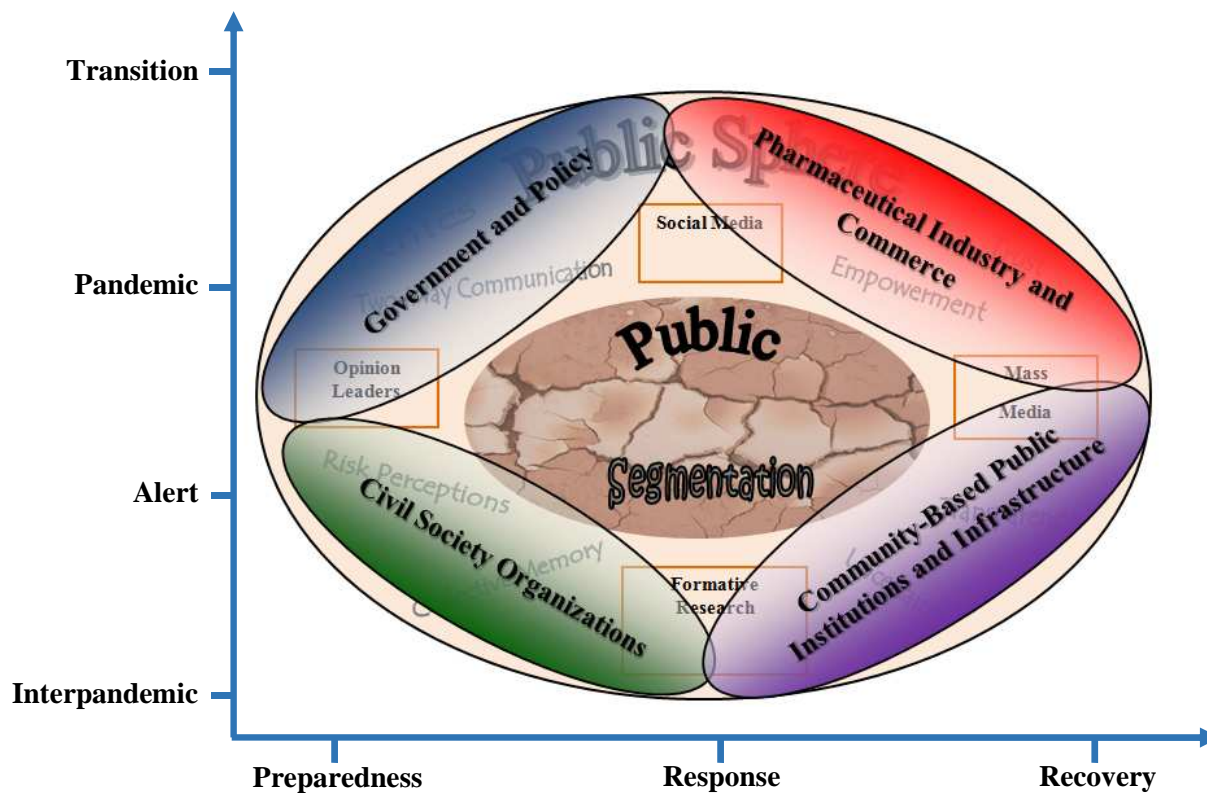 Transition
Public Sphere
Pharmaceutical Industry and
Commerce
Government and Policy
Social Media
Pandemic
Two-Way Communication
Empowerment
Public
Opinion
Leaders
Mass
Media
Segmentation
Alert
Risk Perceptions
Civil Society Organizations
Collective Memory
Community-Based Public
Institutions and Infrastructure
Formative
Research
Interpandemic
Preparedness
Response
Recovery